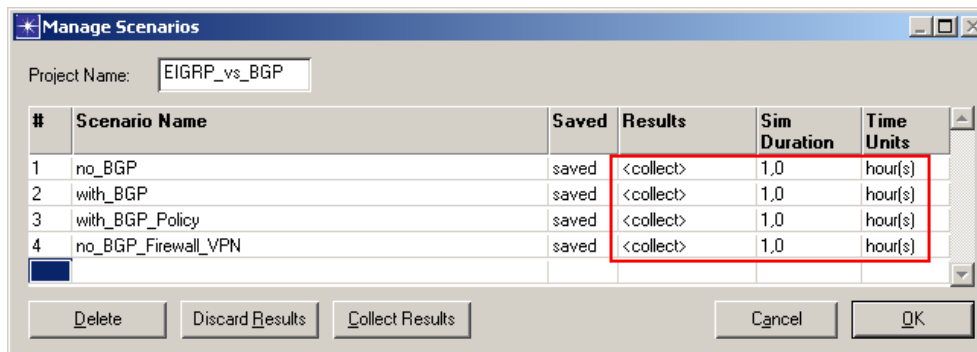 Manage Scenarios
Project Name: EIGRP_vs_BGP
# Scenario Name Saved Results Sim Duration Time Units
1 no_BGP saved <collect> 1,0 hour(s)
2 with_BGP saved <collect> 1,0 hour(s)
3 with_BGP_Policy saved <collect> 1,0 hour(s)
4 no_BGP_Firewall_VPN saved <collect> 1,0 hour(s)
Delete Discard Results Collect Results Cancel OK